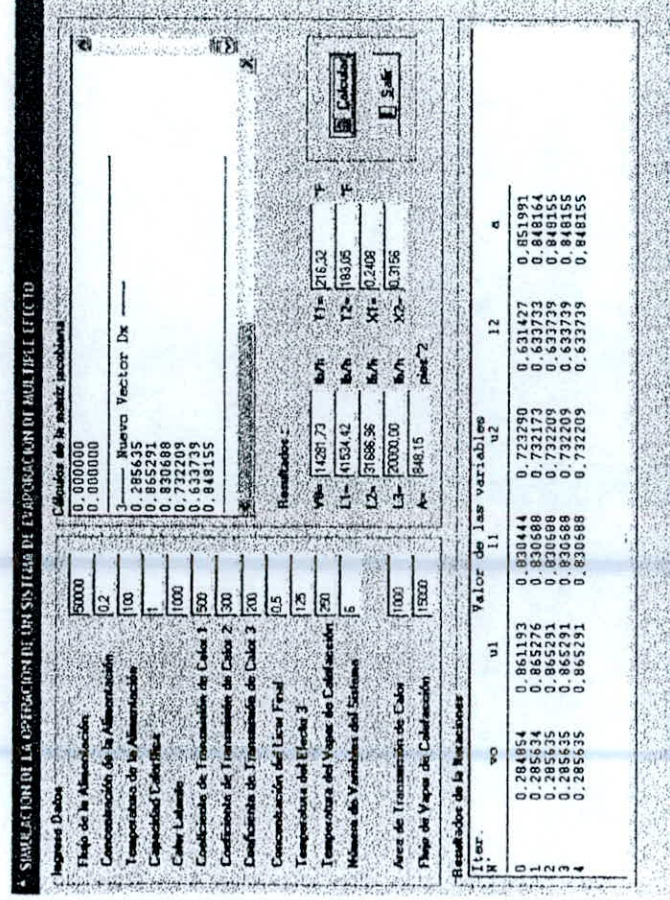 SIMULACION DE LA OPERACION DE UN SISTEMA DE EVAPORACION DE MULTIPLE EFECTO
Ingrese Datos
Flujo de la Alimentación 50000
Concentración de la Alimentación 0.2
Temperatura de la Alimentación 100
Capacidad Calorífica 1
Calor Latente 1000
Coeficiente de Transmisión de Calor 1 500
Coeficiente de Transmisión de Calor 2 300
Coeficiente de Transmisión de Calor 3 200
Concentración del Licor Final 0.5
Temperatura del Efecto 3 125
Temperatura del Vapor de Calefacción 250
Número de Variables del Sistema 6
Area de Transmisión de Calor 1000
Flujo de Vapor de Calefacción 15000
Cálculos de la matriz jacobiana
0.000000
0.000000
3---- Nuevo Vector Dx ----
0.285635
0.865291
0.830688
0.732209
0.633739
0.848155
Resultados :
V0= 14281,73 lb/h T1= 216,32 °F
L1= 41534,42 lb/h T2= 183,05 °F
L2= 31686,96 lb/h X1= 0,2408
L3= 20000,00 lb/h X2= 0,3156
A= 848,15 pies^2
Calcular
Salir
Resultados de la Iteraciones
Iter. Valor de las variables
N° vo u1 l1 u2 l2 a
0 0.284854 0.861193 0.830444 0.723290 0.631427 0.851991
1 0.285634 0.865276 0.830688 0.732173 0.633733 0.848164
2 0.285635 0.865291 0.830688 0.732209 0.633739 0.848155
3 0.285635 0.865291 0.830688 0.732209 0.633739 0.848155
4 0.285635 0.865291 0.830688 0.732209 0.633739 0.848155